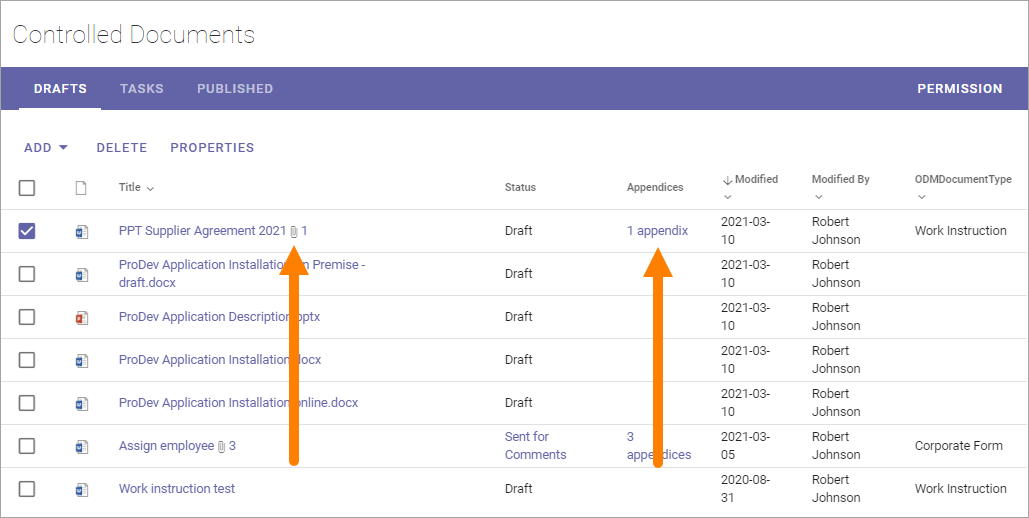 Controlled Documents
DRAFTS TASKS PUBLISHED PERMISSION
ADD DELETE PROPERTIES
Title Status Appendices Modified Modified By ODMDocumentType
PPT Supplier Agreement 2021 1 Draft 1 appendix 2021-03-10 Robert Johnson Work Instruction
ProDev Application Installation On Premise -
draft.docx Draft 2021-03-10 Robert Johnson
ProDev Application Description.pptx Draft 2021-03-10 Robert Johnson
ProDev Application Installation.docx Draft 2021-03-10 Robert Johnson
ProDev Application Installation online.docx Draft 2021-03-10 Robert Johnson
Assign employee 3 Sent for Comments 3 appendices 2021-03-05 Robert Johnson Corporate Form
Work instruction test Draft 2020-08-31 Robert Johnson Work Instruction